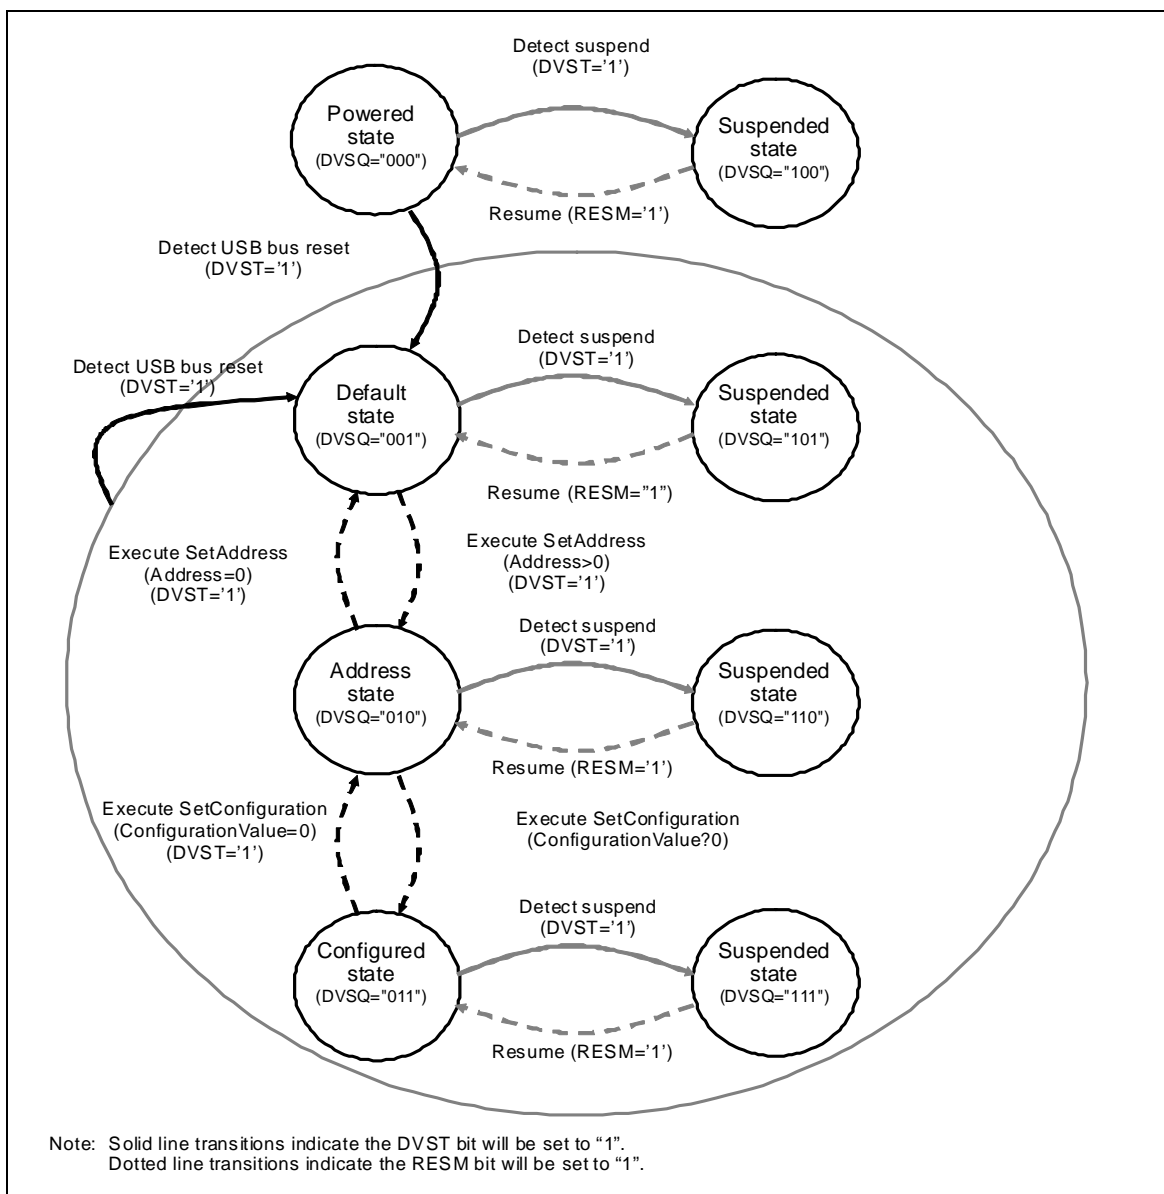 Detect suspend
(DVST='1')
Powered
state
(DVSQ="000")
Suspended
state
(DVSQ="100")
Resume (RESM='1')
Detect USB bus reset
(DVST='1')
Detect suspend
(DVST='1')
Detect USB bus reset
(DVST='1')
Default
state
(DVSQ="001")
Suspended
state
(DVSQ="101")
Resume (RESM=”1”)
Execute SetAddress
(Address=0)
(DVST='1')
Execute SetAddress
(Address>0)
(DVST='1')
Detect suspend
(DVST='1')
Address
state
(DVSQ="010")
Suspended
state
(DVSQ="110")
Resume (RESM='1')
Execute SetConfiguration
(ConfigurationValue=0)
(DVST='1')
Execute SetConfiguration
(ConfigurationValue?0)
Detect suspend
(DVST='1')
Configured
state
(DVSQ="011")
Suspended
state
(DVSQ="111")
Resume (RESM='1')
Note: Solid line transitions indicate the DVST bit will be set to “1”.
Dotted line transitions indicate the RESM bit will be set to “1”.